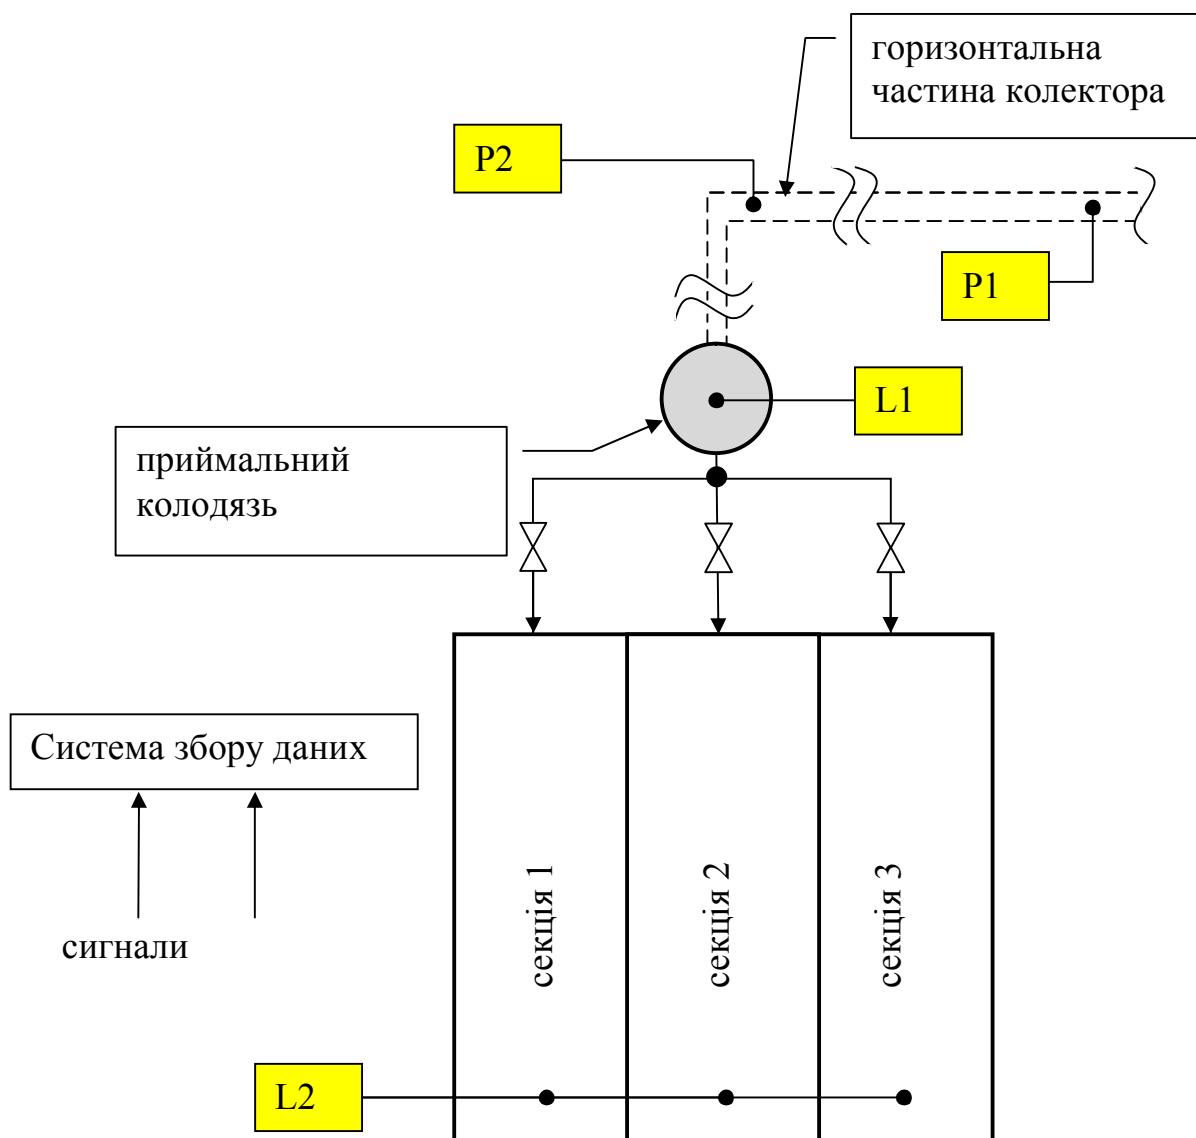 горизонтальна
частина колектора
P2
P1
L1
приймальний
колодязь
Система збору даних
сигнали
секція 1
секція 2
секція 3
L2